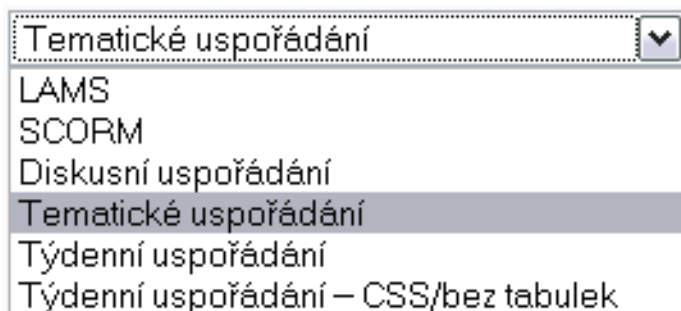 Tematické uspořádání
LAMS
SCORM
Diskusní uspořádání
Tematické uspořádání
Týdenní uspořádání
Týdenní uspořádání – CSS/bez tabulek